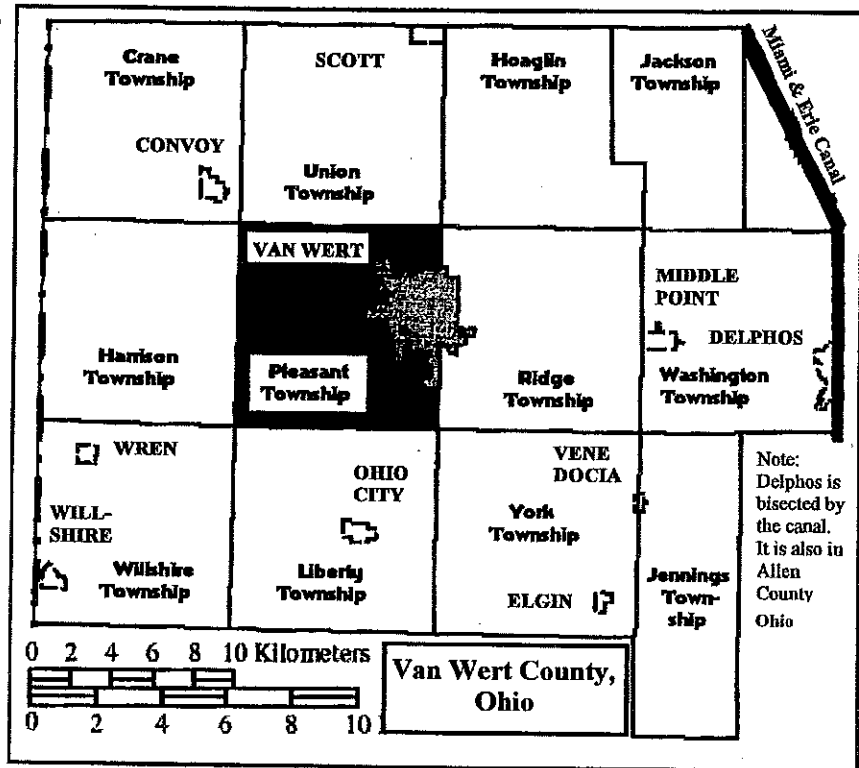 Crane
Township
SCOTT
Hoaglin
Township
Jackson
Township
Miami & Erie Canal
CONVOY
Union
Township
VAN WERT
MIDDLE
POINT
DELPHOS
Harrison
Township
Pleasant
Township
Ridge
Township
Washington
Township
WREN
OHIO
CITY
VENE
DOCIA
Note:
Delphos is
bisected by
the canal.
It is also in
Allen
County
Ohio
WILL-
SHIRE
York
Township
Willshire
Township
Liberty
Township
ELGIN
Jennings
Town-
ship
0 2 4 6 8 10 Kilometers
0 2 4 6 8 10
Van Wert County,
Ohio